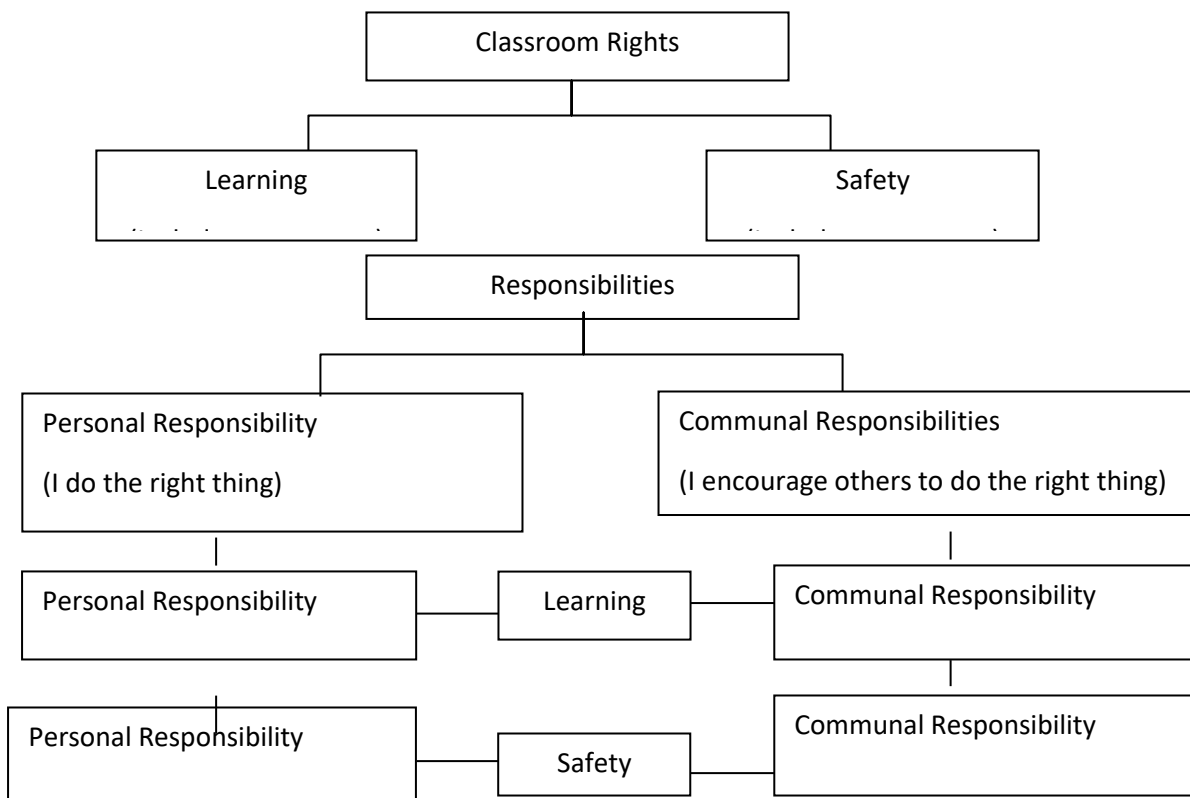 Classroom Rights
Learning
Safety
Responsibilities
Personal Responsibility
(I do the right thing)
Communal Responsibilities
(I encourage others to do the right thing)
Personal Responsibility
Learning
Communal Responsibility
Personal Responsibility
Safety
Communal Responsibility